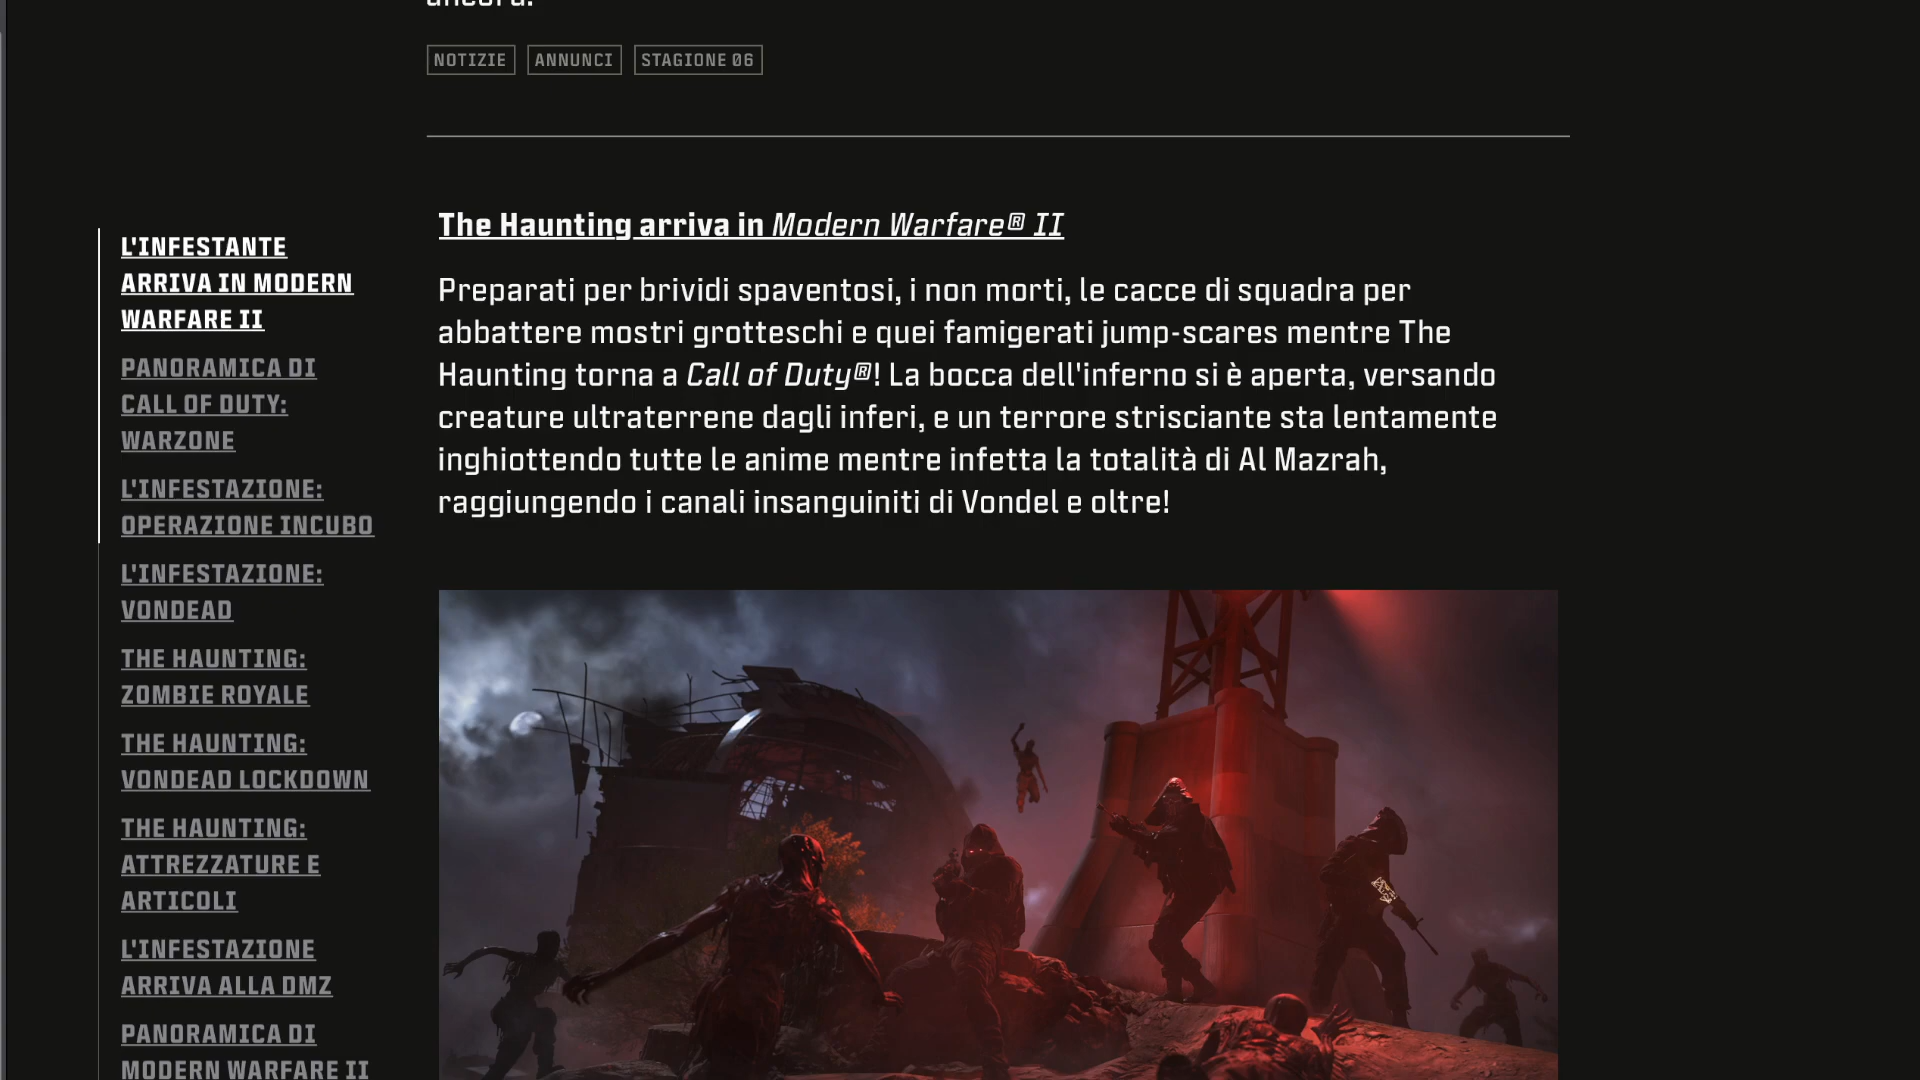 ancora.
NOTIZIE
ANNUNCI
STAGIONE 06
L'INFESTANTE
ARRIVA IN MODERN
WARFARE II
PANORAMICA DI
CALL OF DUTY:
WARZONE
L'INFESTAZIONE:
OPERAZIONE INCUBO
L'INFESTAZIONE:
VONDEAD
THE HAUNTING:
ZOMBIE ROYALE
THE HAUNTING:
VONDEAD LOCKDOWN
THE HAUNTING:
ATTREZZATURE E
ARTICOLI
L'INFESTAZIONE
ARRIVA ALLA DMZ
PANORAMICA DI
MODERN WARFARE II
The Haunting arriva in Modern Warfare® II
Preparati per brividi spaventosi, i non morti, le cacce di squadra per
abbattere mostri grotteschi e quei famigerati jump-scares mentre The
Haunting torna a Call of Duty®! La bocca dell'inferno si è aperta, versando
creature ultraterrene dagli inferi, e un terrore strisciante sta lentamente
inghiottendo tutte le anime mentre infetta la totalità di Al Mazrah,
raggiungendo i canali insanguiniti di Vondel e oltre!